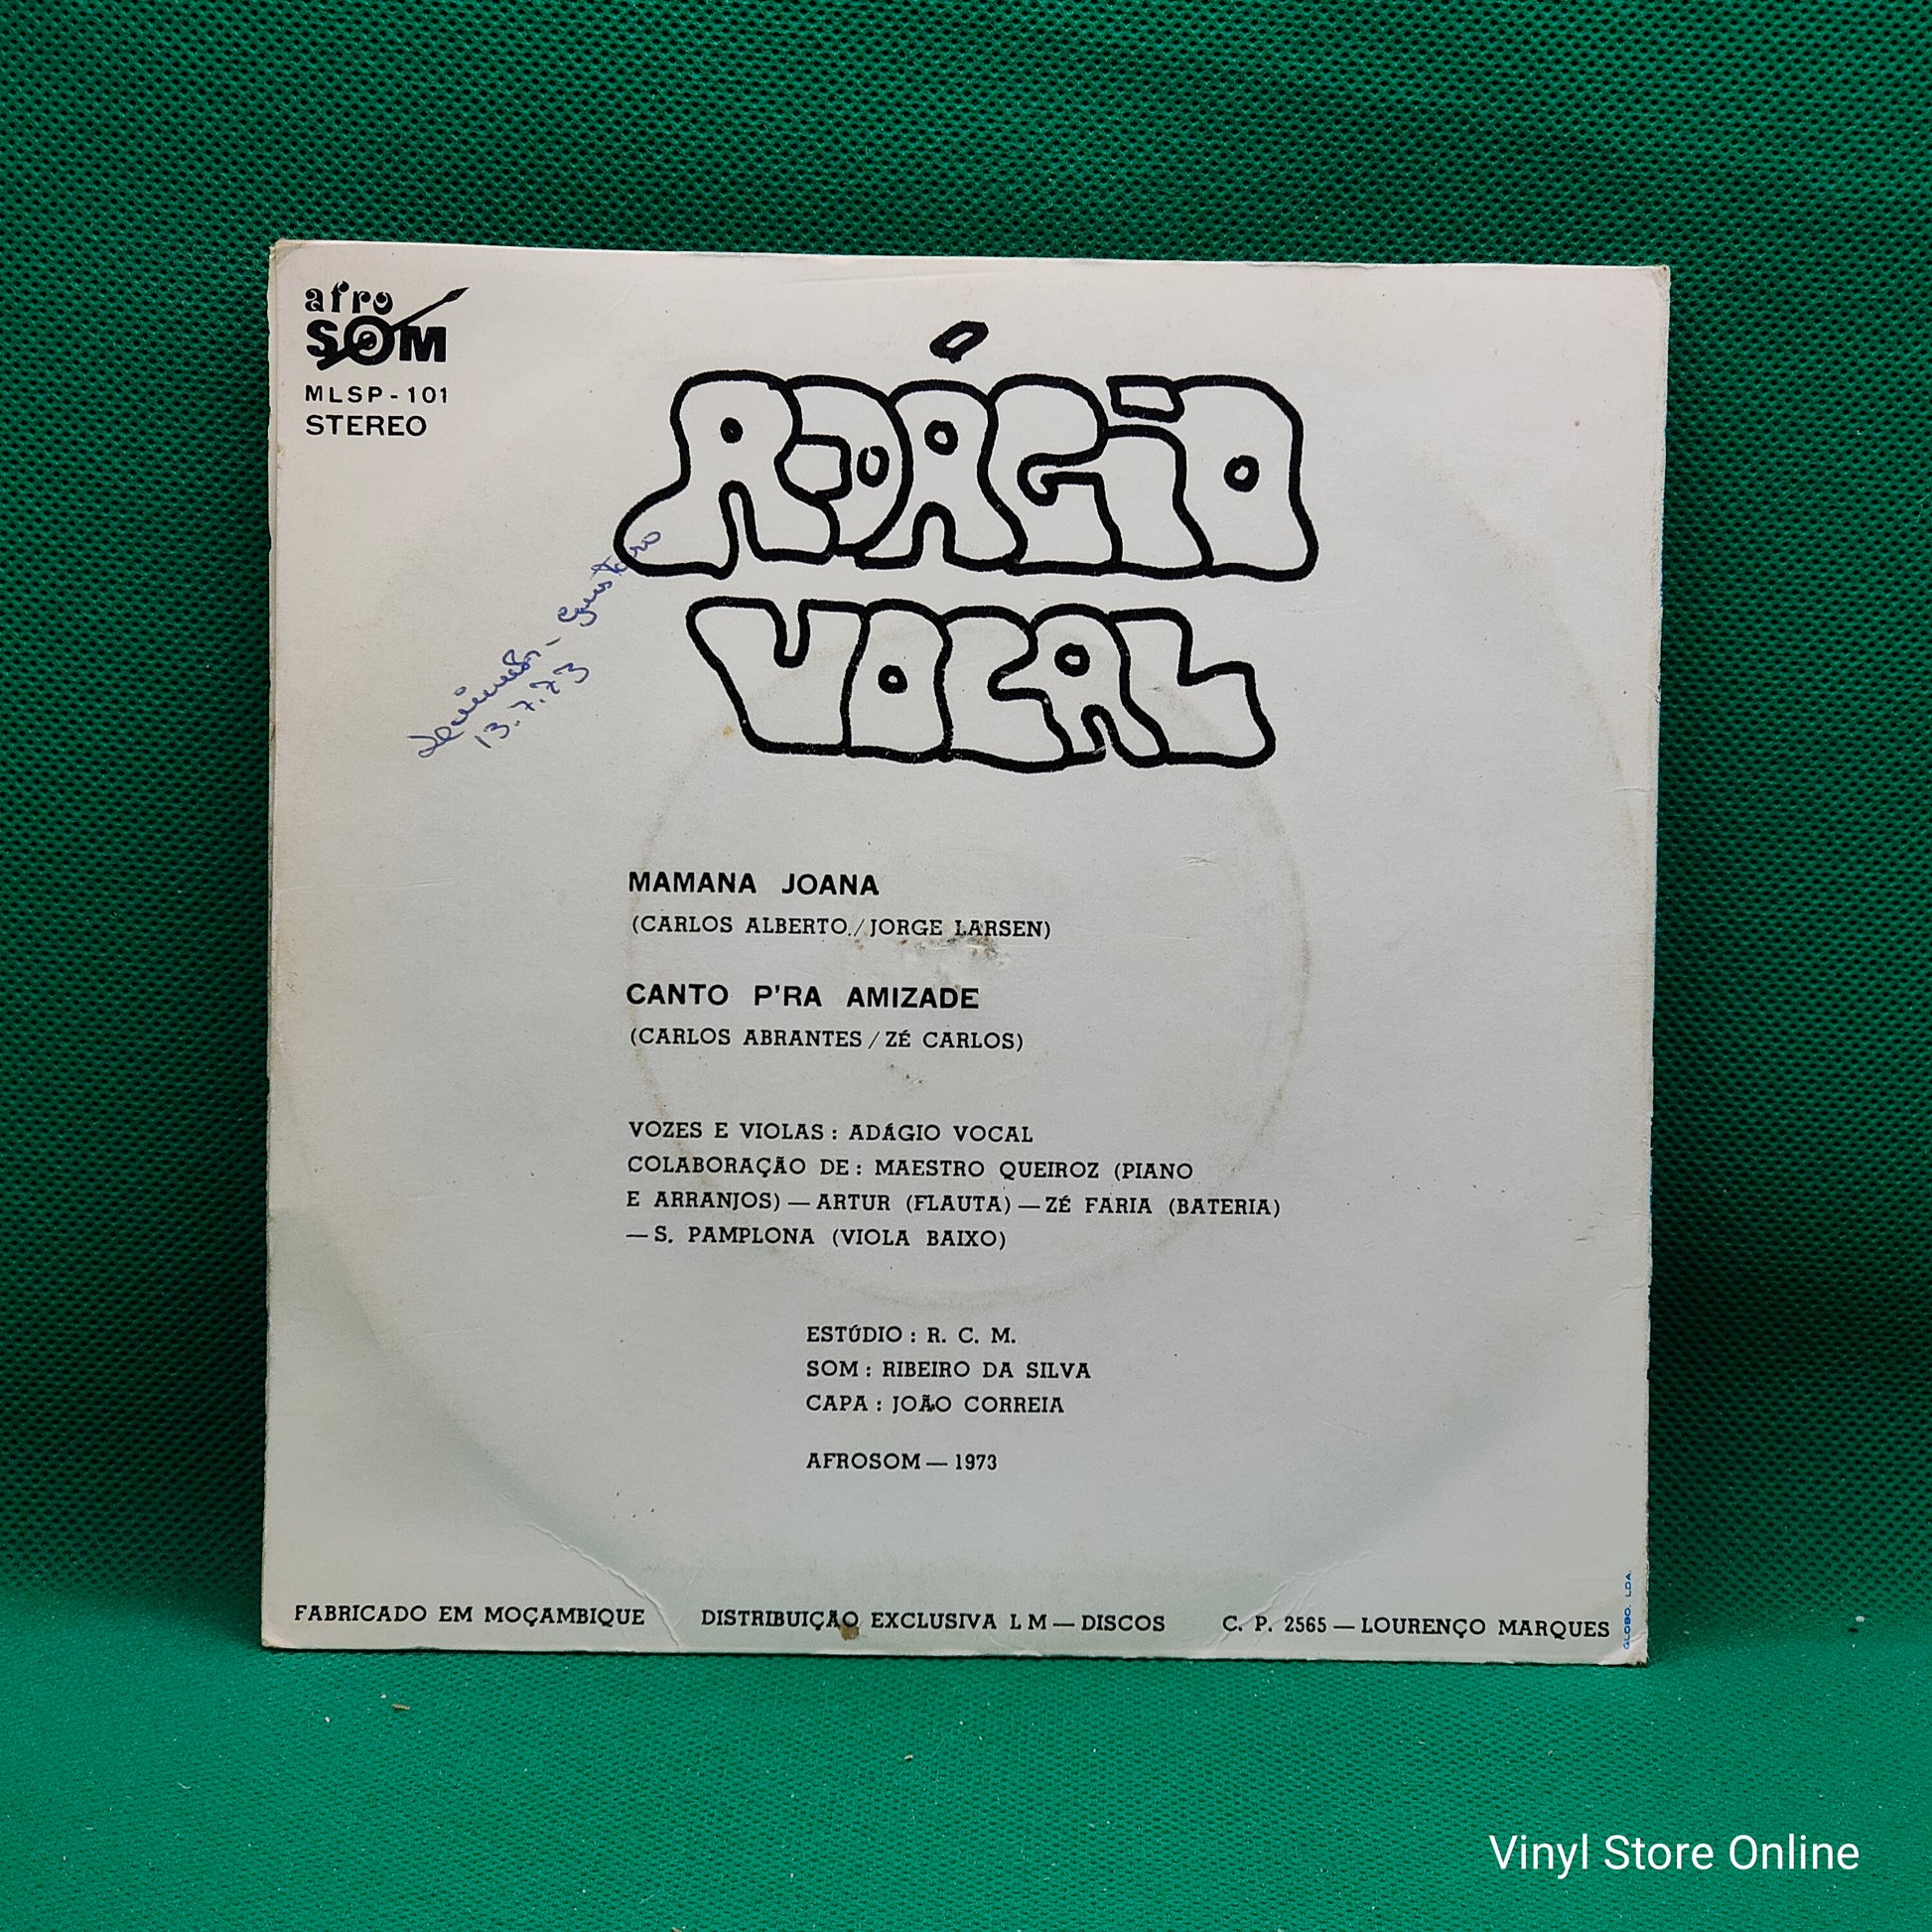 afro
SOM
MLSP-101
STEREO
ADÁGIO
VOCAL
13.7.73
MAMANA JOANA
(CARLOS ALBERTO./JORGE LARSEN)
CANTO P'RA AMIZADE
(CARLOS ABRANTES/ZÉ CARLOS)
VOZES E VIOLAS: ADÁGIO VOCAL
COLABORAÇÃO DE: MAESTRO QUEIROZ (PIANO
E ARRANJOS)—ARTUR (FLAUTA)—ZÉ FARIA (BATERIA)
—S. PAMPLONA (VIOLA BAIXO)
ESTÚDIO: R. C. M.
SOM: RIBEIRO DA SILVA
CAPA: JOÃO CORREIA
AFROSOM—1973
FABRICADO EM MOÇAMBIQUE DISTRIBUIÇÃO EXCLUSIVA L M—DISCOS C. P. 2565—LOURENÇO MARQUES
GLOBO, LDA.
Vinyl Store Online